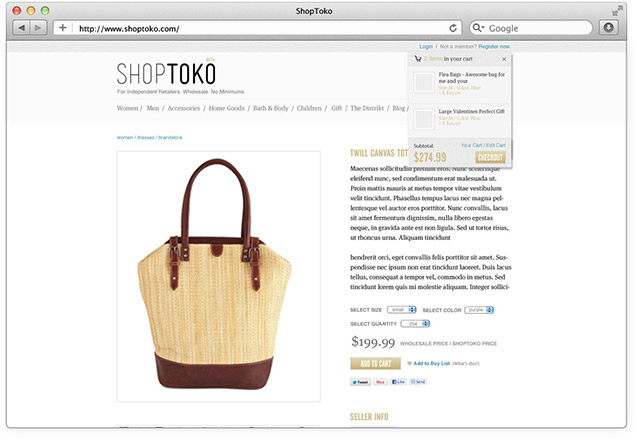 ShopToko
http://www.shoptoko.com/
Google
Login / Not a member? Register now
2 items in your cart
BETA
SHOPTOKO
For Independent Retailers. Wholesale. No Minimums.
Flea Bags - Awesome bag for
me and your
Size M / Color: Blue
Large Valentines Perfect Gift
Size M / Color: Blue
Women / Men / Accessories / Home Goods / Bath & Body / Children / Gift / The Distrikt / Blog /
Subtotal:
Your Cart / Edit Cart
$274.99
CHECKOUT
women / dresses / brandstore
TWILL CANVAS TOT
Maecenas sollicitudin pretium eros. Nunc scelerisque
eleifend nunc, sed condimentum erat malesuada ut.
Proin mattis mauris at metus tempor vitae vestibulum
velit tincidunt. Phasellus tempus lacus nec magna pel-
lentesque vel auctor eros porttitor. Nunc convallis, lacus
sit amet fermentum dignissim, nulla libero egestas
neque, in gravida ante est non ligula. Sed ut tortor risus,
ut rhoncus urna. Aliquam tincidunt
hendrerit orci, eget convallis felis porttitor sit amet. Sus-
pendisse nec ipsum non erat tincidunt laoreet. Duis lacus
tellus, consequat a tempor vel, commodo in metus. Sed
tincidunt lorem quis mi molestie aliquam. Integer sollici-
SELECT SIZE small SELECT COLOR purple
SELECT QUANTITY 254
$199.99 WHOLESALE PRICE / SHOPTOKO PRICE
ADD TO CART Add to Buy List (What's this?)
Tweet Pin it Like Send
SELLER INFO